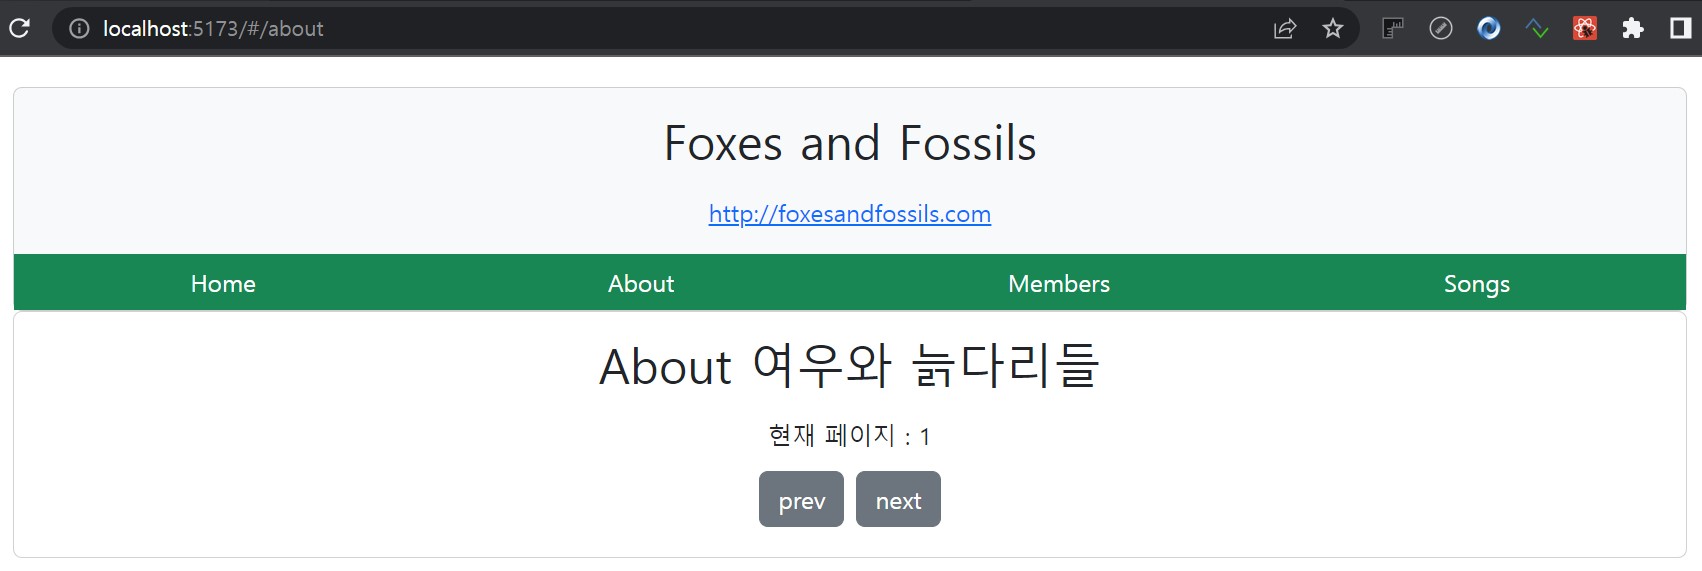 localhost:5173/#/about
Foxes and Fossils
http://foxesandfossils.com
Home About Members Songs
About 여우와 늙다리들
현재 페이지 : 1
prev next